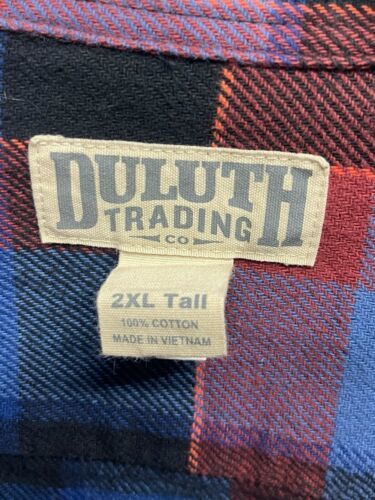 DULUTH
TRADING
CO
2XL Tall
100% COTTON
MADE IN VIETNAM